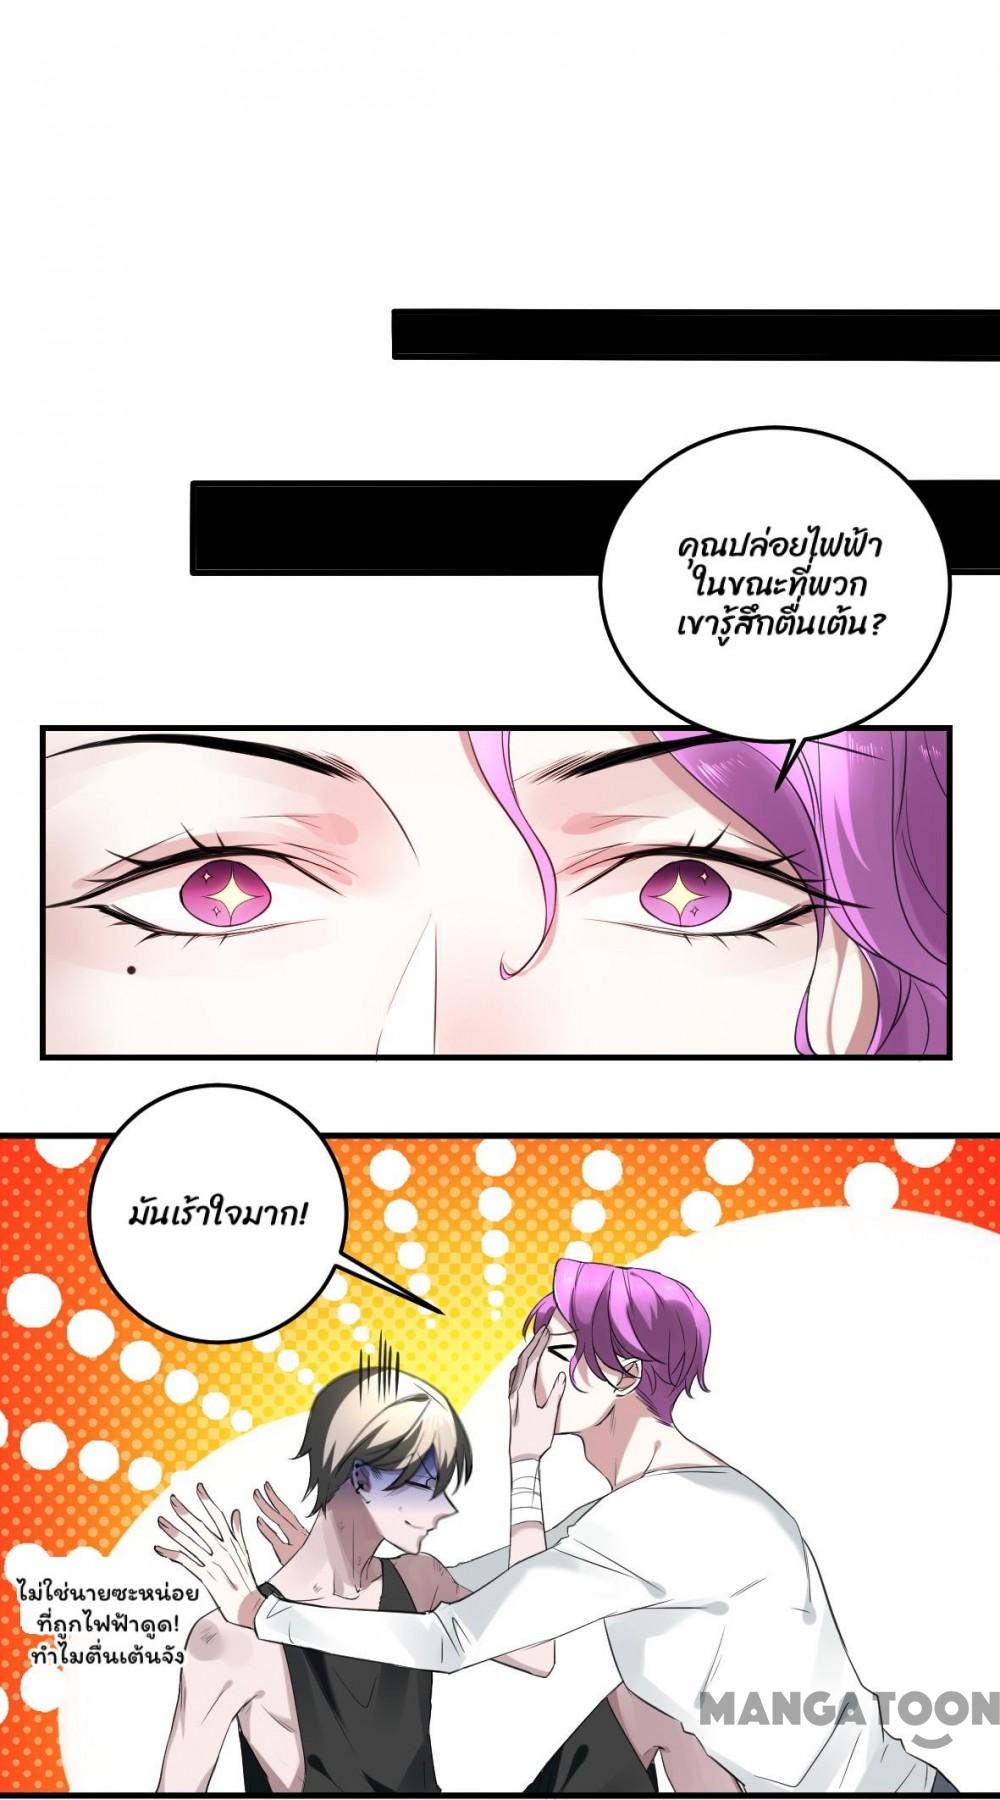 คุณปล่อยไฟฟ้า
ในขณะที่พวก
เขารู้สึกตื่นเต้น?
มันเร้าใจมาก!
ไม่ใช่นายซะหน่อย
ที่ถูกไฟฟ้าดูด!
ทำไมตื่นเต้นจัง
MANGATOON